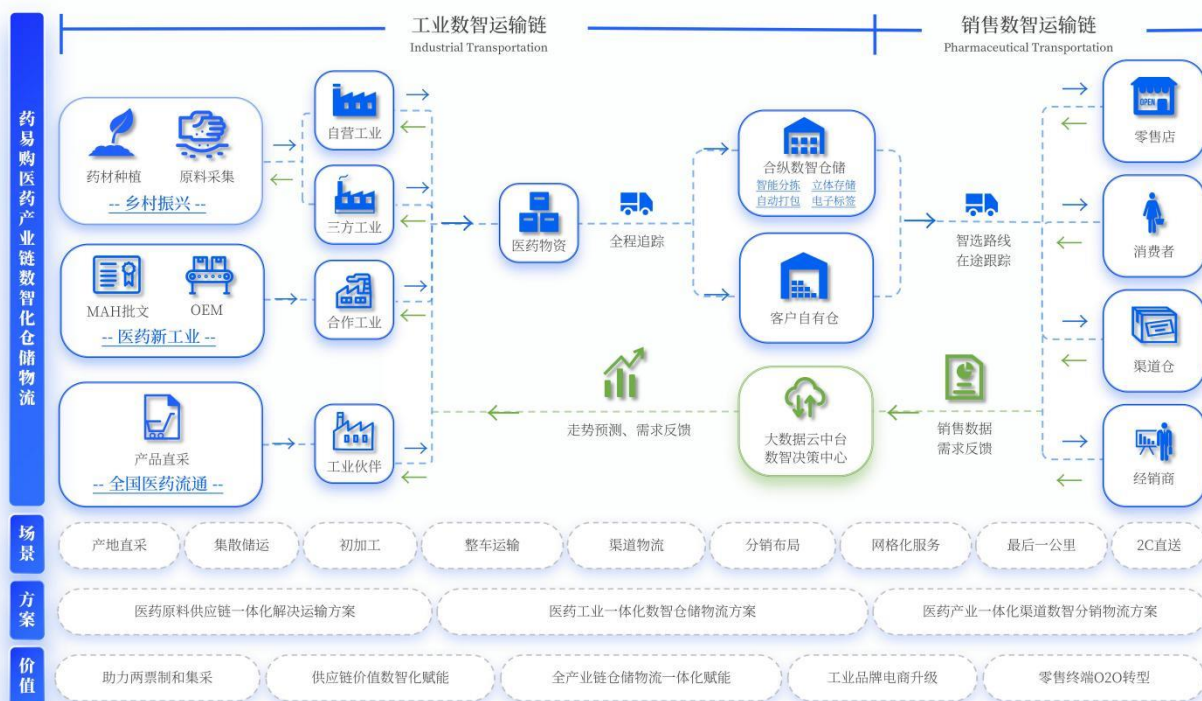 药易购医药产业链数智化仓储物流
工业数智运输链
Industrial Transportation
销售数智运输链
Pharmaceutical Transportation
药材种植
原料采集
-- 乡村振兴 --
MAH批文
OEM
-- 医药新工业 --
产品直采
-- 全国医药流通 --
自营工业
三方工业
合作工业
工业伙伴
医药物资
全程追踪
合纵数智仓储
智能分拣 立体存储
自动打包 电子标签
客户自有仓
走势预测、需求反馈
大数据云中台
数智决策中心
智选路线
在途跟踪
销售数据
需求反馈
OPEN
零售店
消费者
渠道仓
经销商
场景
产地直采
集散储运
初加工
整车运输
渠道物流
分销布局
网格化服务
最后一公里
2C直送
方案
医药原料供应链一体化解决运输方案
医药工业一体化数智仓储物流方案
医药产业一体化渠道数智分销物流方案
价值
助力两票制和集采
供应链价值数智化赋能
全产业链仓储物流一体化赋能
工业品牌电商升级
零售终端O2O转型